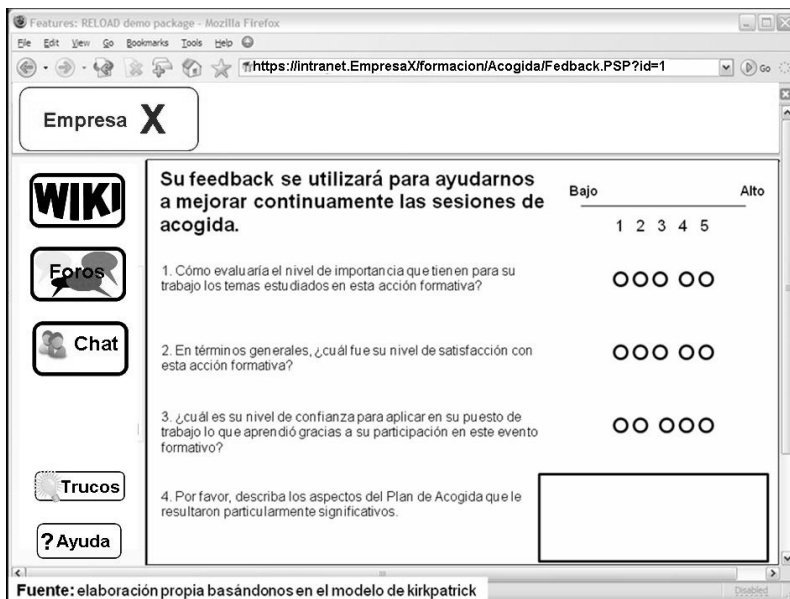 Features: RELOAD demo package - Mozilla Firefox
File Edit View Go Bookmarks Tools Help
https://intranet.EmpresaX/formacion/Acogida/Fedback.PSP?id=1 Go
Empresa X
WIKI
Foros
Chat
Trucos
? Ayuda
Su feedback se utilizará para ayudarnos
a mejorar continuamente las sesiones de
acogida.
Bajo Alto
1 2 3 4 5
1. Cómo evaluaría el nivel de importancia que tienen para su
trabajo los temas estudiados en esta acción formativa?
2. En términos generales, ¿cuál fue su nivel de satisfacción con
esta acción formativa?
3. ¿cuál es su nivel de confianza para aplicar en su puesto de
trabajo lo que aprendió gracias a su participación en este evento
formativo?
4. Por favor, describa los aspectos del Plan de Acogida que le
resultaron particularmente significativos.
Fuente: elaboración propia basándonos en el modelo de kirkpatrick
Disabled